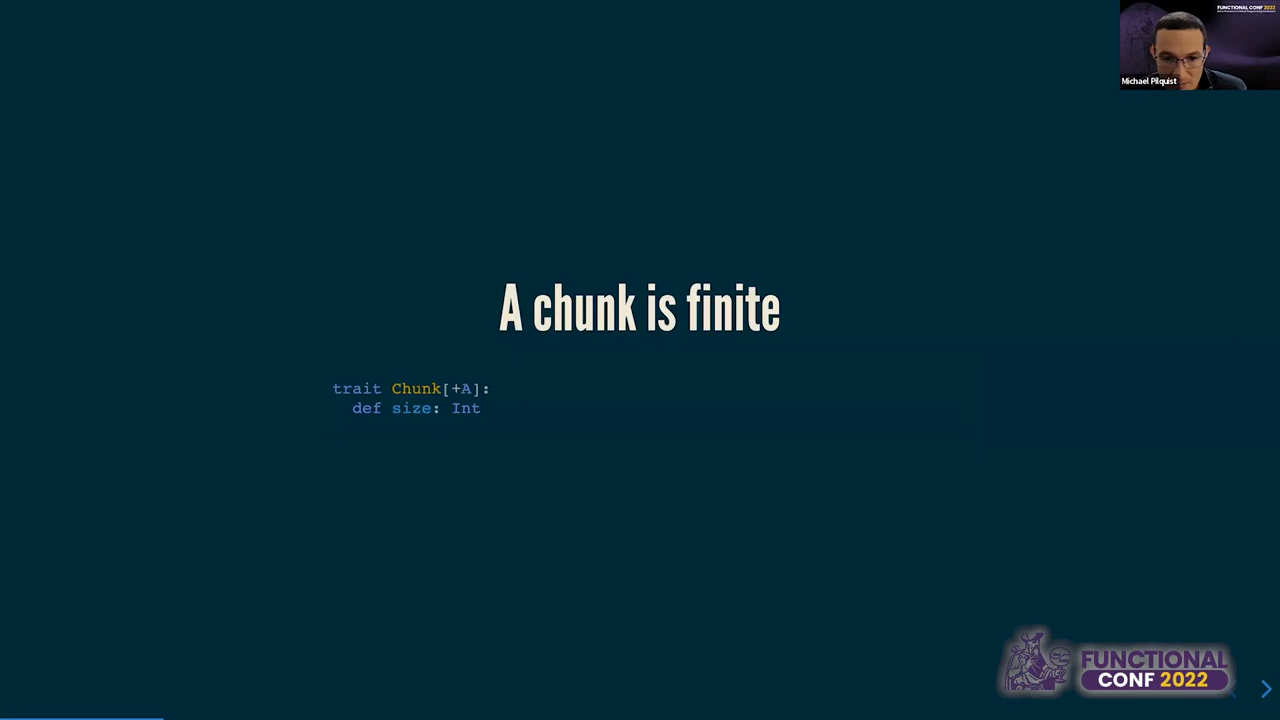 FUNCTIONAL CONF 2022
Michael Pilquist
A chunk is finite
trait Chunk[+A]:
  def size: Int
FUNCTIONAL
CONF 2022